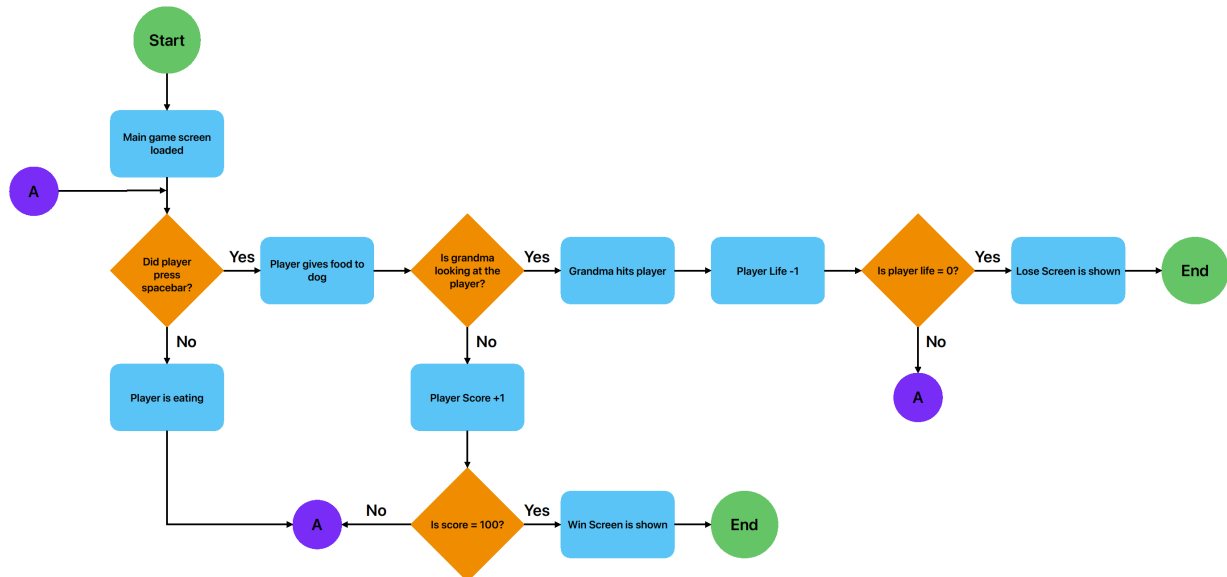 Start
Main game screen
loaded
A
Did player
press
spacebar?
Yes
Player gives food to
dog
Is grandma
looking at the
player?
Yes
Grandma hits player
Player Life -1
Is player life = 0?
Yes
Lose Screen is shown
End
No
Player is eating
No
Player Score +1
No
A
A
No
Is score = 100?
Yes
Win Screen is shown
End